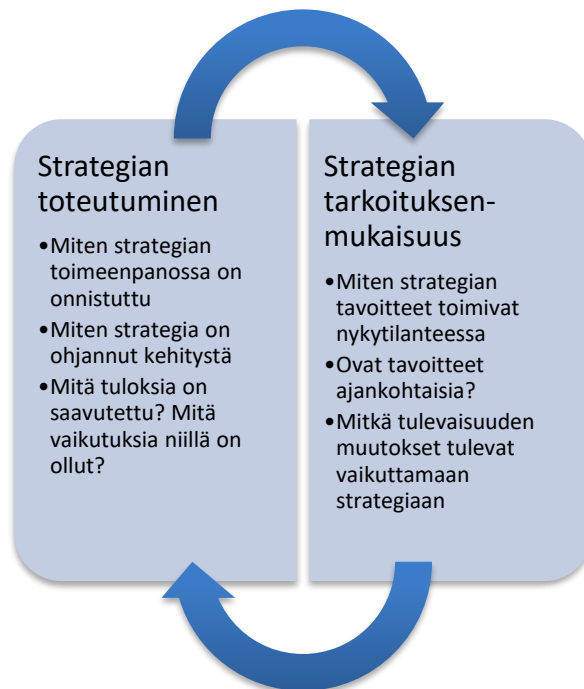 Strategian
toteutuminen
•Miten strategian
toimeenpanossa on
onnistuttu
•Miten strategia on
ohjannut kehitystä
•Mitä tuloksia on
saavutettu? Mitä
vaikutuksia niillä on
ollut?
Strategian
tarkoituksen-
mukaisuus
•Miten strategian
tavoitteet toimivat
nykytilanteessa
•Ovat tavoitteet
ajankohtaisia?
•Mitkä tulevaisuuden
muutokset tulevat
vaikuttamaan
strategiaan